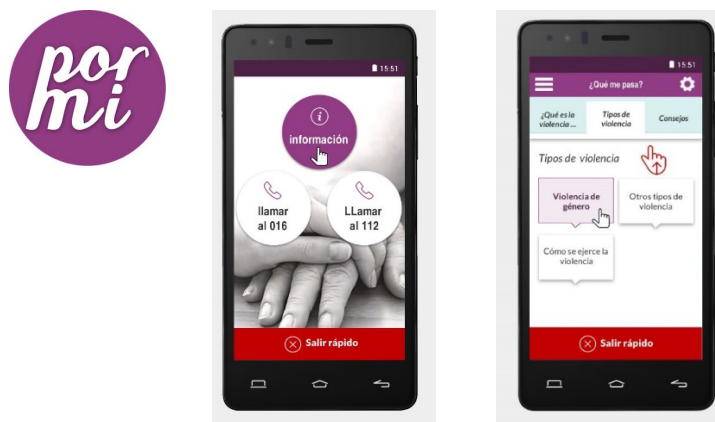 por
mi
15:51
información
llamar
al 016
LLamar
al 112
Salir rápido
15:51
¿Qué me pasa?
¿Qué es la
violencia ...
Tipos de
violencia
Consejos
Tipos de violencia
Violencia de
género
Otros tipos de
violencia
Cómo se ejerce la
violencia
Salir rápido